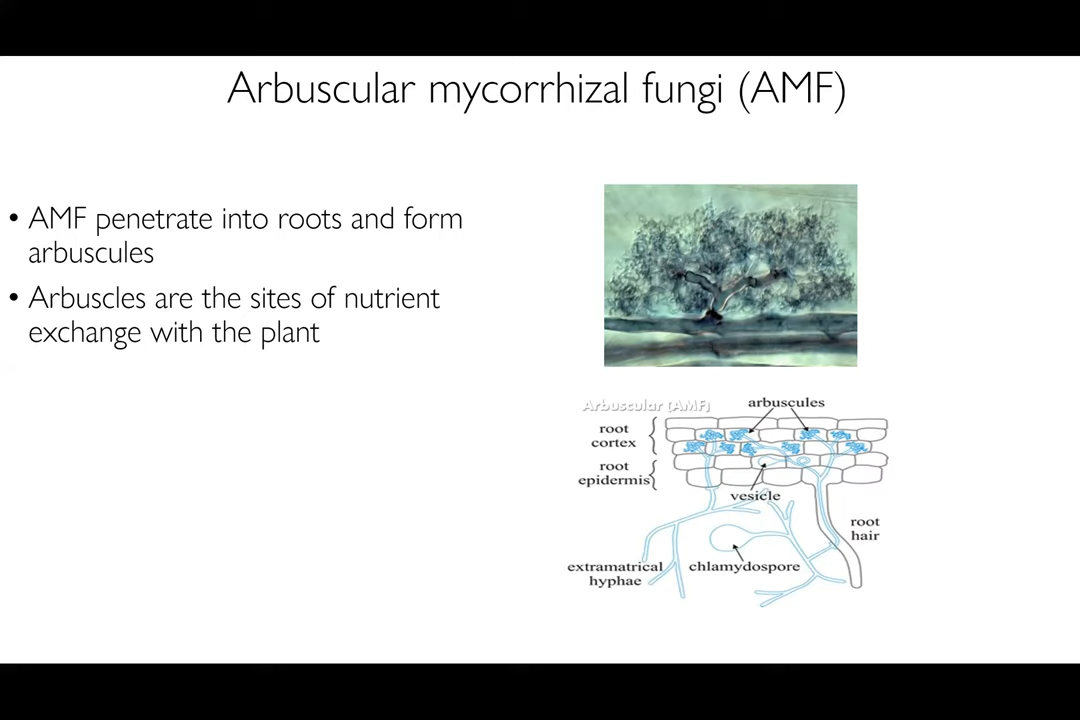 Arbuscular mycorrhizal fungi (AMF)
• AMF penetrate into roots and form
arbuscules
• Arbuscles are the sites of nutrient
exchange with the plant
Arbuscular (AMF)
arbuscules
root
cortex
root
epidermis
vesicle
root
hair
extramatrical
hyphae
chlamydospore